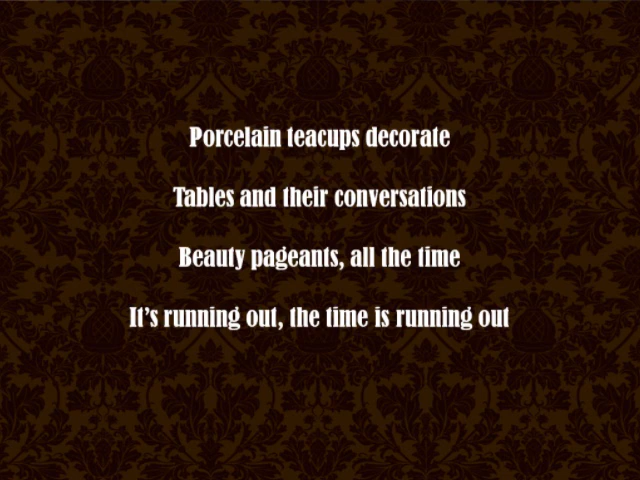 Porcelain teacups decorate
Tables and their conversations
Beauty pageants, all the time
It's running out, the time is running out